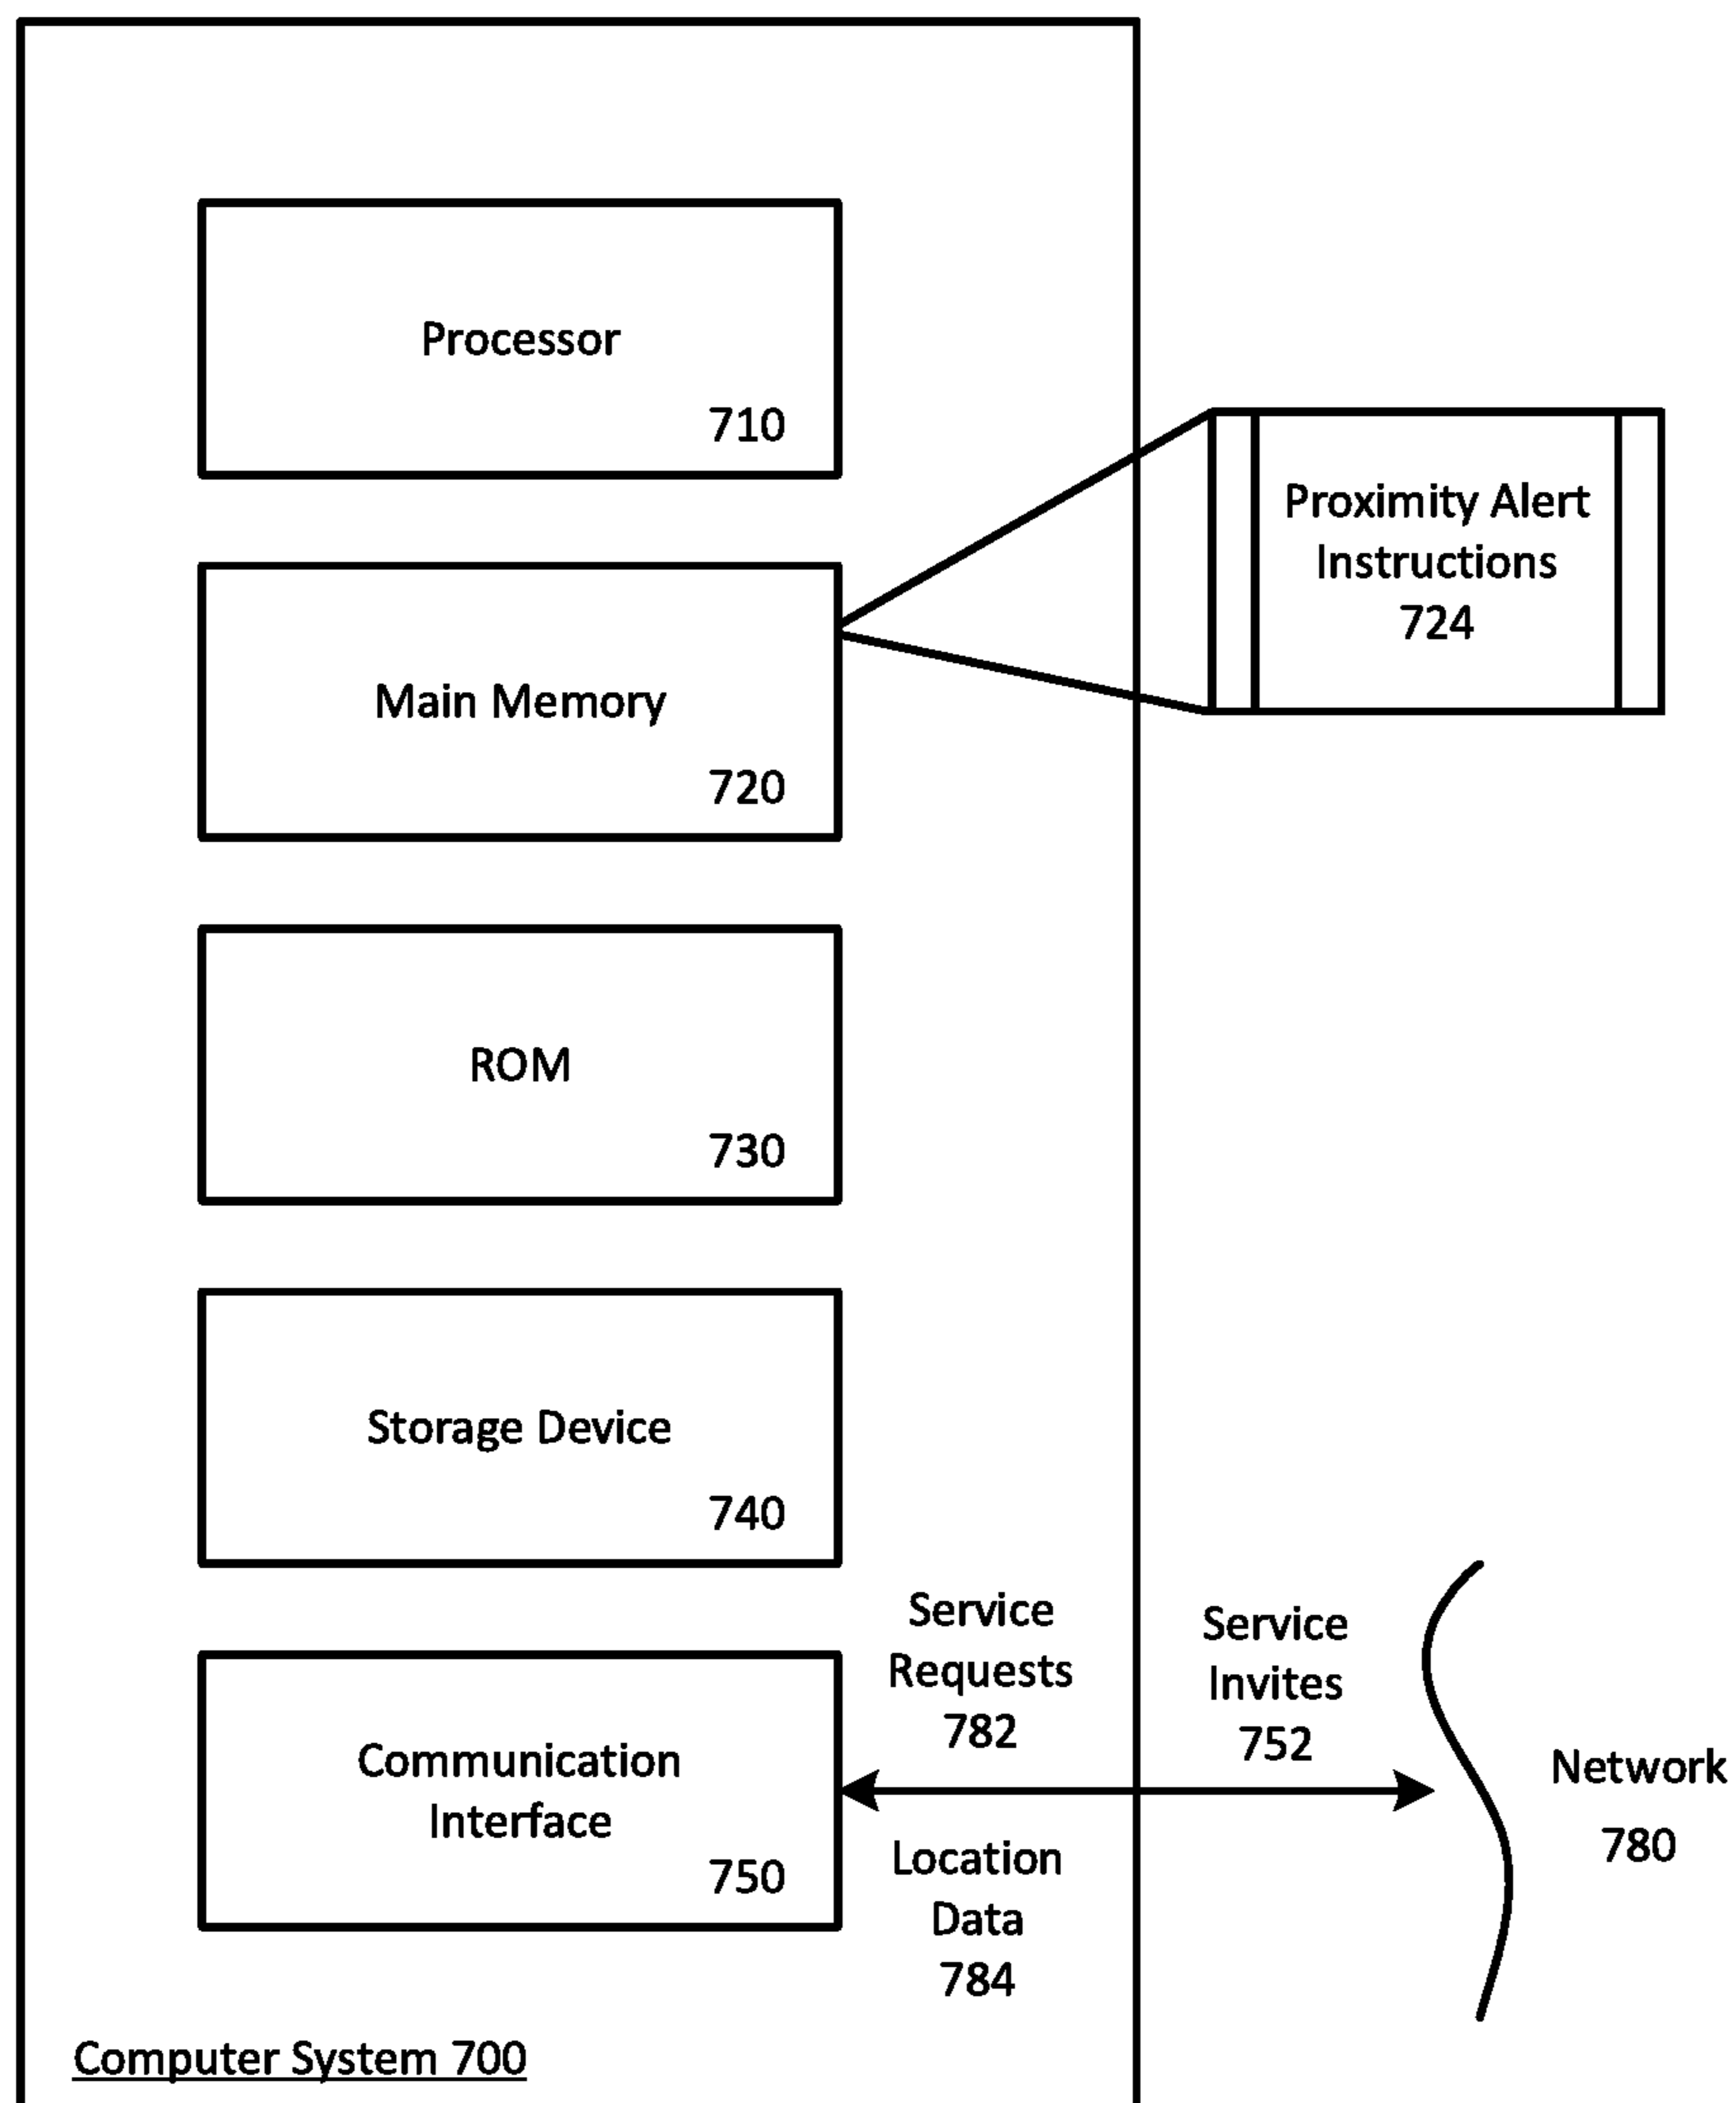 Processor
710
Proximity Alert
Instructions
724
Main Memory
720
ROM
730
Storage Device
740
Service
Requests
782
Service
Invites
752
Communication
Interface
750
Location
Data
784
Network
780
Computer System 700